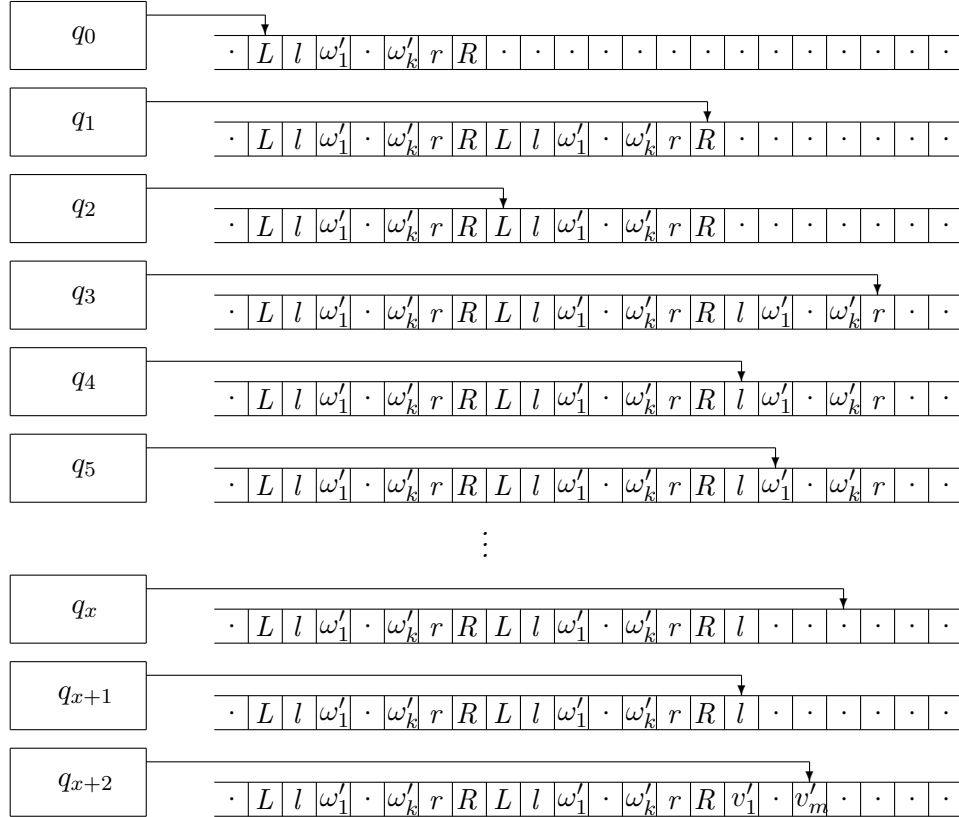 q₀ · L l ω′₁ · ω′ₖ r R · · · · · · · · · · · · · ·
q₁ · L l ω′₁ · ω′ₖ r R L l ω′₁ · ω′ₖ r R · · · · · · ·
q₂ · L l ω′₁ · ω′ₖ r R L l ω′₁ · ω′ₖ r R · · · · · · ·
q₃ · L l ω′₁ · ω′ₖ r R L l ω′₁ · ω′ₖ r R l ω′₁ · ω′ₖ r · ·
q₄ · L l ω′₁ · ω′ₖ r R L l ω′₁ · ω′ₖ r R l ω′₁ · ω′ₖ r · ·
q₅ · L l ω′₁ · ω′ₖ r R L l ω′₁ · ω′ₖ r R l ω′₁ · ω′ₖ r · ·
⋮
qₓ · L l ω′₁ · ω′ₖ r R L l ω′₁ · ω′ₖ r R l · · · · · ·
qₓ₊₁ · L l ω′₁ · ω′ₖ r R L l ω′₁ · ω′ₖ r R l · · · · · ·
qₓ₊₂ · L l ω′₁ · ω′ₖ r R L l ω′₁ · ω′ₖ r R v′₁ · v′ₘ · · · ·